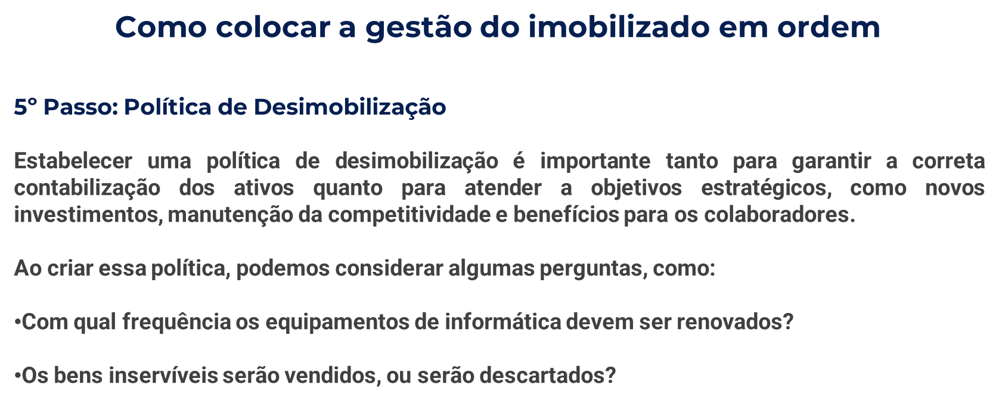 Como colocar a gestão do imobilizado em ordem
5º Passo: Política de Desimobilização
Estabelecer uma política de desimobilização é importante tanto para garantir a correta
contabilização dos ativos quanto para atender a objetivos estratégicos, como novos
investimentos, manutenção da competitividade e benefícios para os colaboradores.
Ao criar essa política, podemos considerar algumas perguntas, como:
•Com qual frequência os equipamentos de informática devem ser renovados?
•Os bens inservíveis serão vendidos, ou serão descartados?